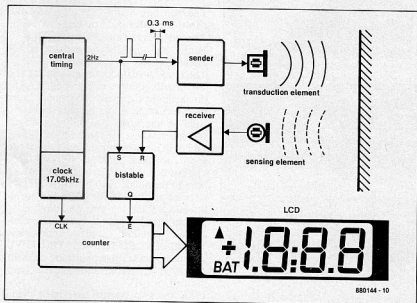 0.3 ms
central
timing
2Hz
sender
transduction element
receiver
S R
sensing element
clock
17.05kHz
bistable
Q
LCD
CLK E
counter
BAT
+1.8:8.8
880144 - 10